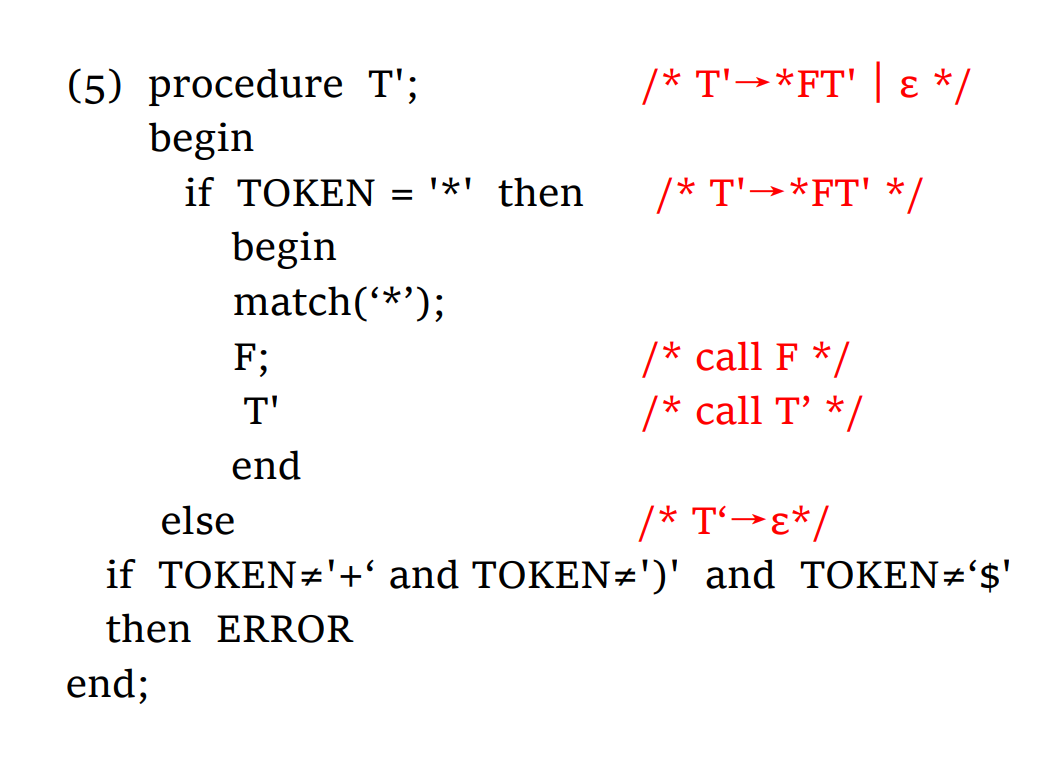 (5) procedure T'; /* T'→*FT' | ε */
begin
if TOKEN = '*' then /* T'→*FT' */
begin
match(‘*’);
F; /* call F */
T' /* call T’ */
end
else /* T‘→ε*/
if TOKEN≠'+‘ and TOKEN≠')' and TOKEN≠‘$'
then ERROR
end;